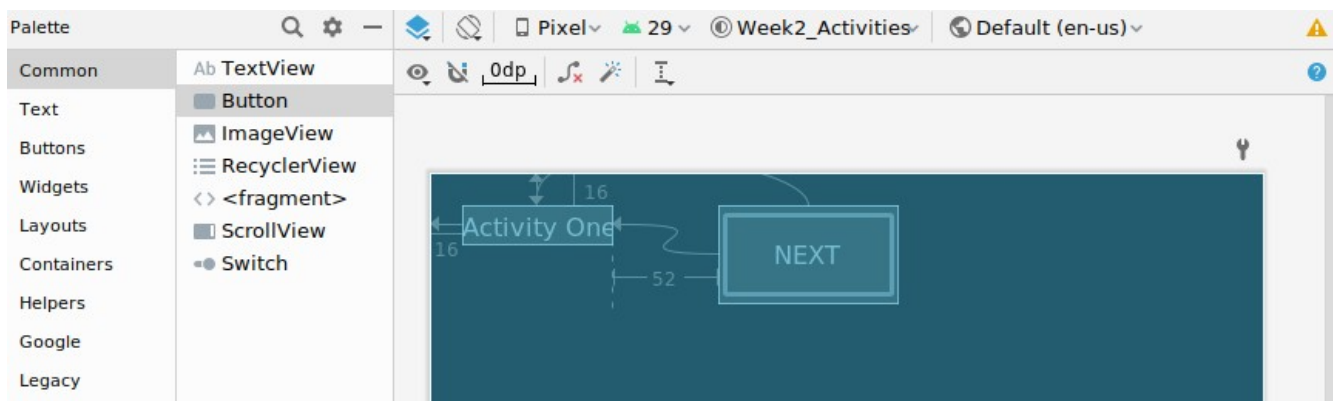 Palette
Pixel 29 Week2_Activities Default (en-us)
Common
Text
Buttons
Widgets
Layouts
Containers
Helpers
Google
Legacy
Ab TextView
Button
ImageView
RecyclerView
<> <fragment>
ScrollView
Switch
0dp
?
16
Activity One
16
52
NEXT